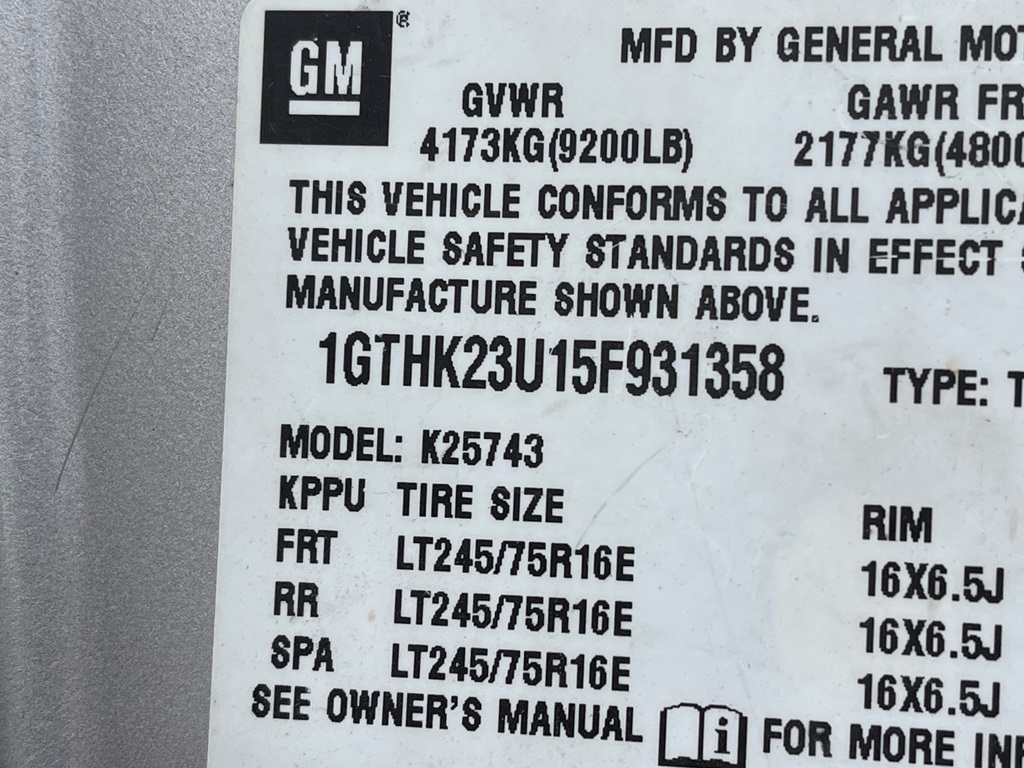 GM ®
MFD BY GENERAL MOT
GVWR GAWR FR
4173KG(9200LB) 2177KG(4800
THIS VEHICLE CONFORMS TO ALL APPLICA
VEHICLE SAFETY STANDARDS IN EFFECT
MANUFACTURE SHOWN ABOVE.
1GTHK23U15F931358 TYPE: T
MODEL: K25743
KPPU TIRE SIZE RIM
FRT LT245/75R16E 16X6.5J
RR LT245/75R16E 16X6.5J
SPA LT245/75R16E 16X6.5J
SEE OWNER'S MANUAL i FOR MORE INF